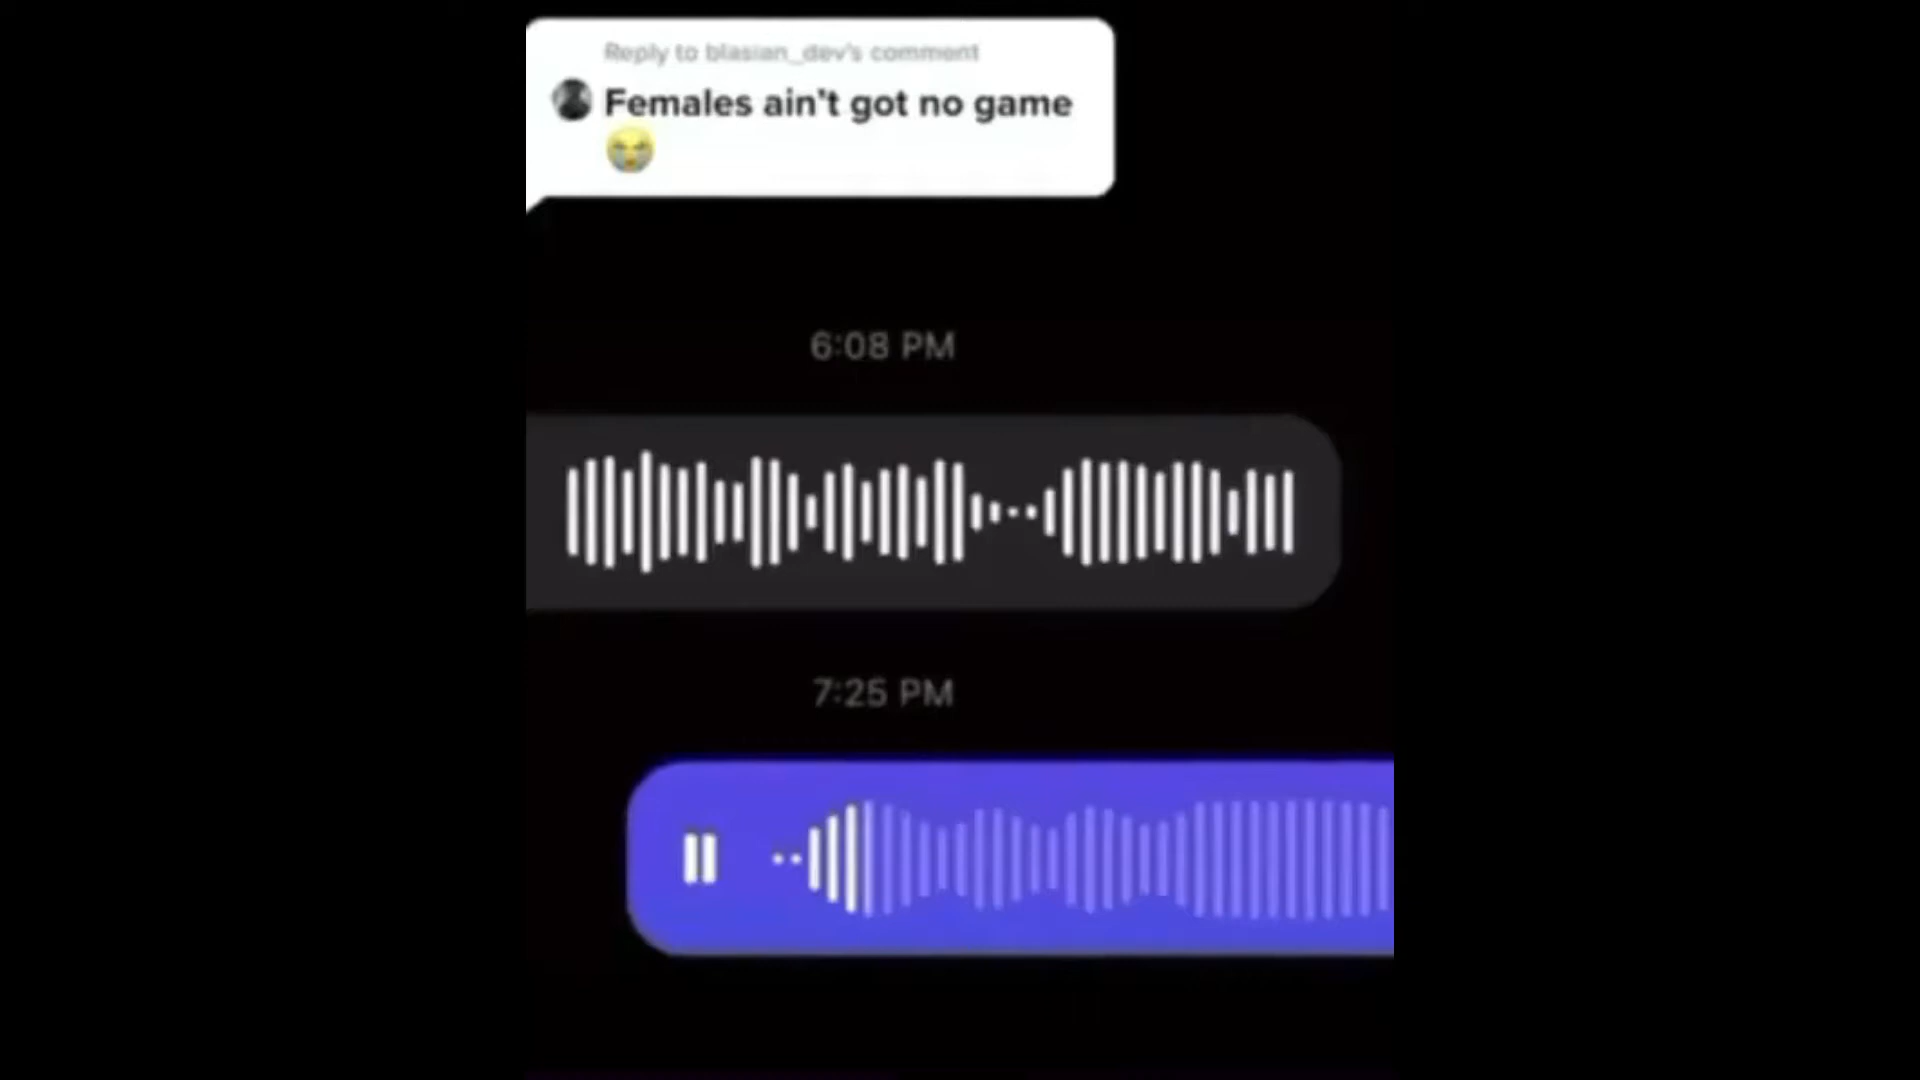 Reply to blasian_dev's comment
Females ain't got no game
😭
6:08 PM
7:25 PM